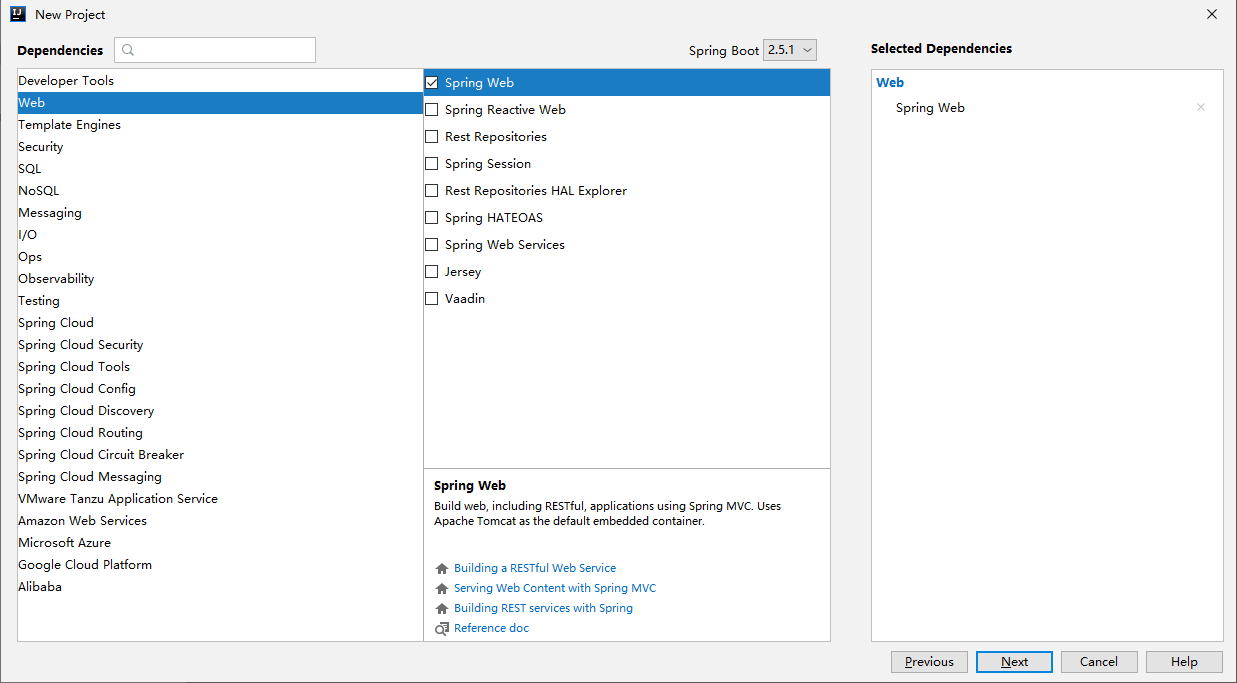 New Project
Dependencies
Spring Boot 2.5.1
Selected Dependencies
Developer Tools
Web
Template Engines
Security
SQL
NoSQL
Messaging
I/O
Ops
Observability
Testing
Spring Cloud
Spring Cloud Security
Spring Cloud Tools
Spring Cloud Config
Spring Cloud Discovery
Spring Cloud Routing
Spring Cloud Circuit Breaker
Spring Cloud Messaging
VMware Tanzu Application Service
Amazon Web Services
Microsoft Azure
Google Cloud Platform
Alibaba
Spring Web
Spring Reactive Web
Rest Repositories
Spring Session
Rest Repositories HAL Explorer
Spring HATEOAS
Spring Web Services
Jersey
Vaadin
Spring Web
Build web, including RESTful, applications using Spring MVC. Uses
Apache Tomcat as the default embedded container.
Building a RESTful Web Service
Serving Web Content with Spring MVC
Building REST services with Spring
Reference doc
Web
Spring Web
Previous
Next
Cancel
Help